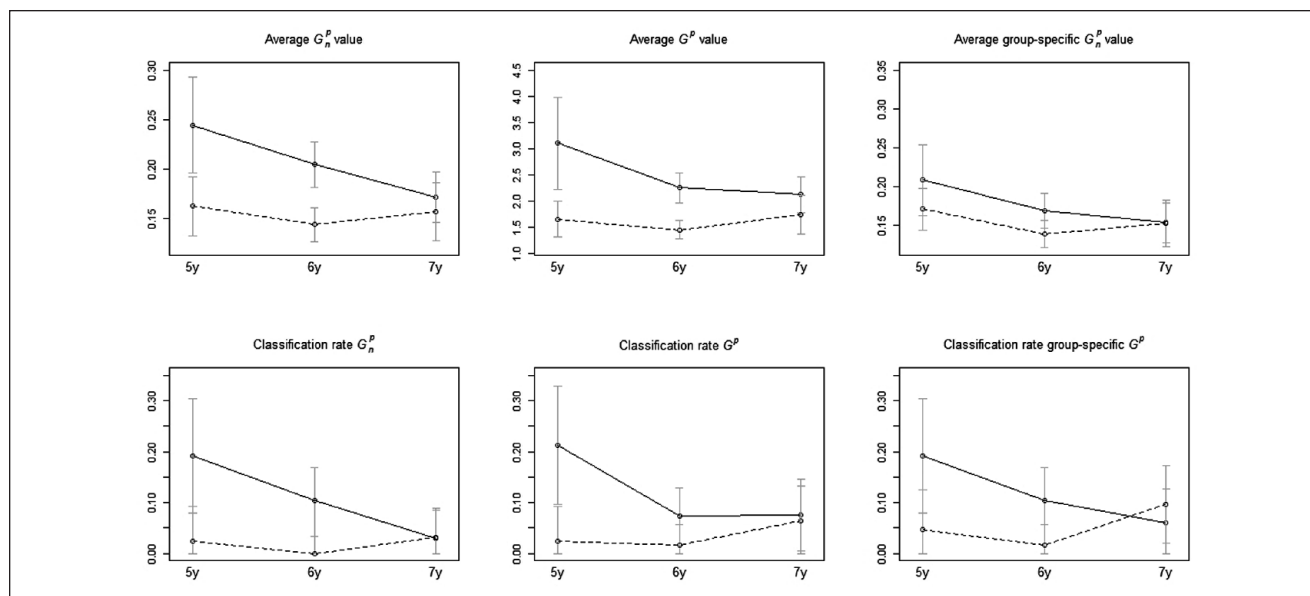 Average G_n^p value
0.30
0.25
0.20
0.15
5y 6y 7y
Average G^p value
4.5
4.0
3.5
3.0
2.5
2.0
1.5
1.0
5y 6y 7y
Average group-specific G_n^p value
0.35
0.30
0.25
0.20
0.15
5y 6y 7y
Classification rate G_n^p
0.30
0.20
0.10
0.00
5y 6y 7y
Classification rate G^p
0.30
0.20
0.10
0.00
5y 6y 7y
Classification rate group-specific G^p
0.30
0.20
0.10
0.00
5y 6y 7y